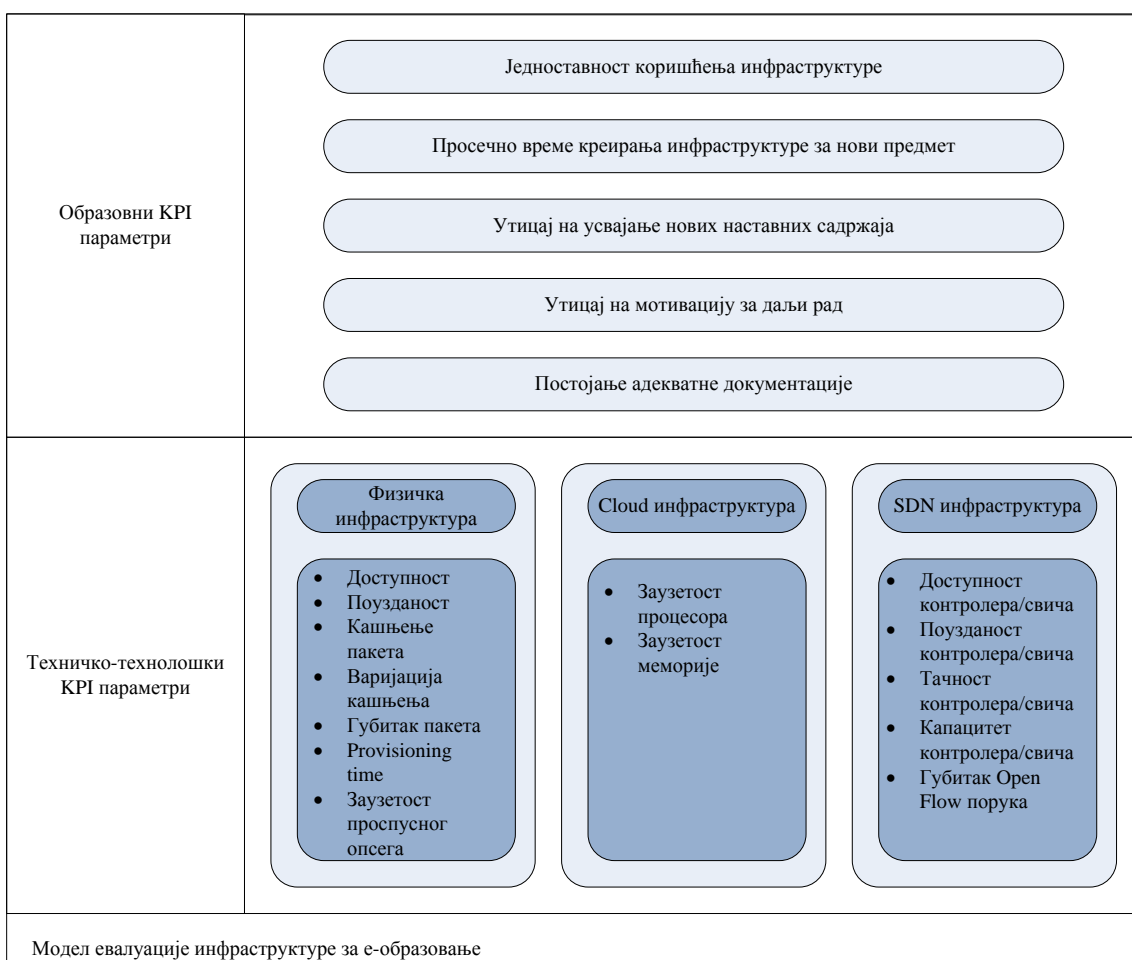 Образовни KPI
параметри
Једноставност коришћења инфраструктуре
Просечно време креирања инфраструктуре за нови предмет
Утицај на усвајање нових наставних садржаја
Утицај на мотивацију за даљи рад
Постојање адекватне документације
Техничко-технолошки
KPI параметри
Физичка
инфраструктура
• Доступност
• Поузданост
• Кашњење
пакета
• Варијација
кашњења
• Губитак пакета
• Provisioning
time
• Заузетост
проспусног
опсега
Cloud инфраструктура
• Заузетост
процесора
• Заузетост
меморије
SDN инфраструктура
• Доступност
контролера/свича
• Поузданост
контролера/свича
• Тачност
контролера/свича
• Капацитет
контролера/свича
• Губитак Open
Flow порука
Модел евалуације инфраструктуре за е-образовање